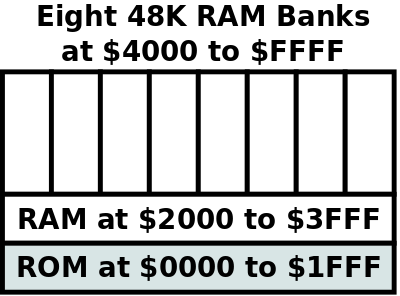 Eight 48K RAM Banks
at $4000 to $FFFF
RAM at $2000 to $3FFF
ROM at $0000 to $1FFF